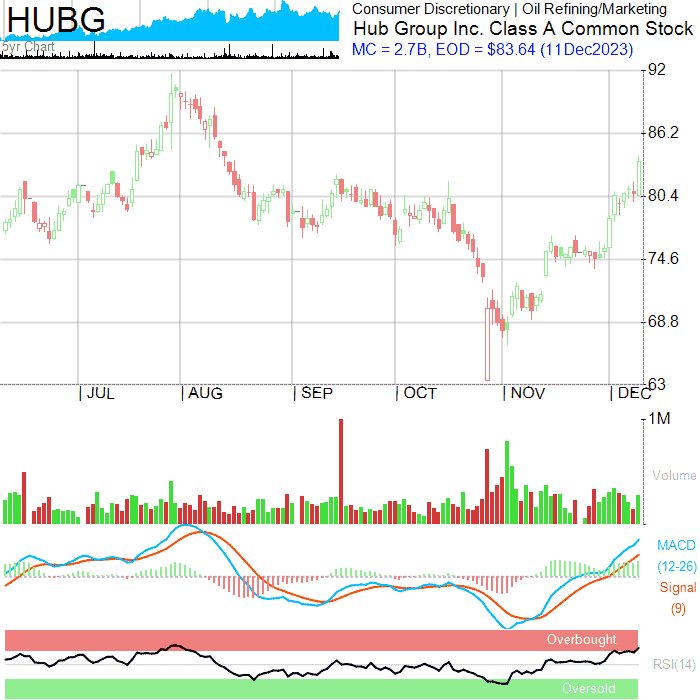 HUBG
5yr Chart
Consumer Discretionary | Oil Refining/Marketing
Hub Group Inc. Class A Common Stock
MC = 2.7B, EOD = $83.64 (11Dec2023)
92
86.2
80.4
74.6
68.8
63
| JUL | AUG | SEP | OCT | NOV | DEC
1M
Volume
MACD
(12-26)
Signal
(9)
Overbought
RSI(14)
Oversold